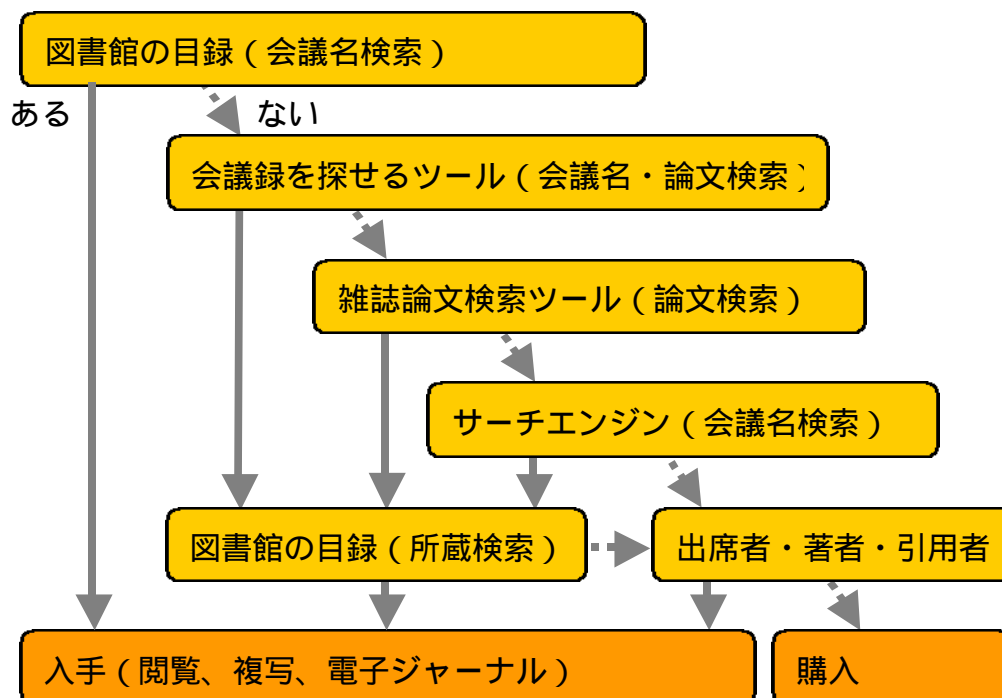 図書館の目録（会議名検索）
ある
ない
会議録を探せるツール（会議名・論文検索）
雑誌論文検索ツール（論文検索）
サーチエンジン（会議名検索）
図書館の目録（所蔵検索）
出席者・著者・引用者
入手（閲覧、複写、電子ジャーナル）
購入